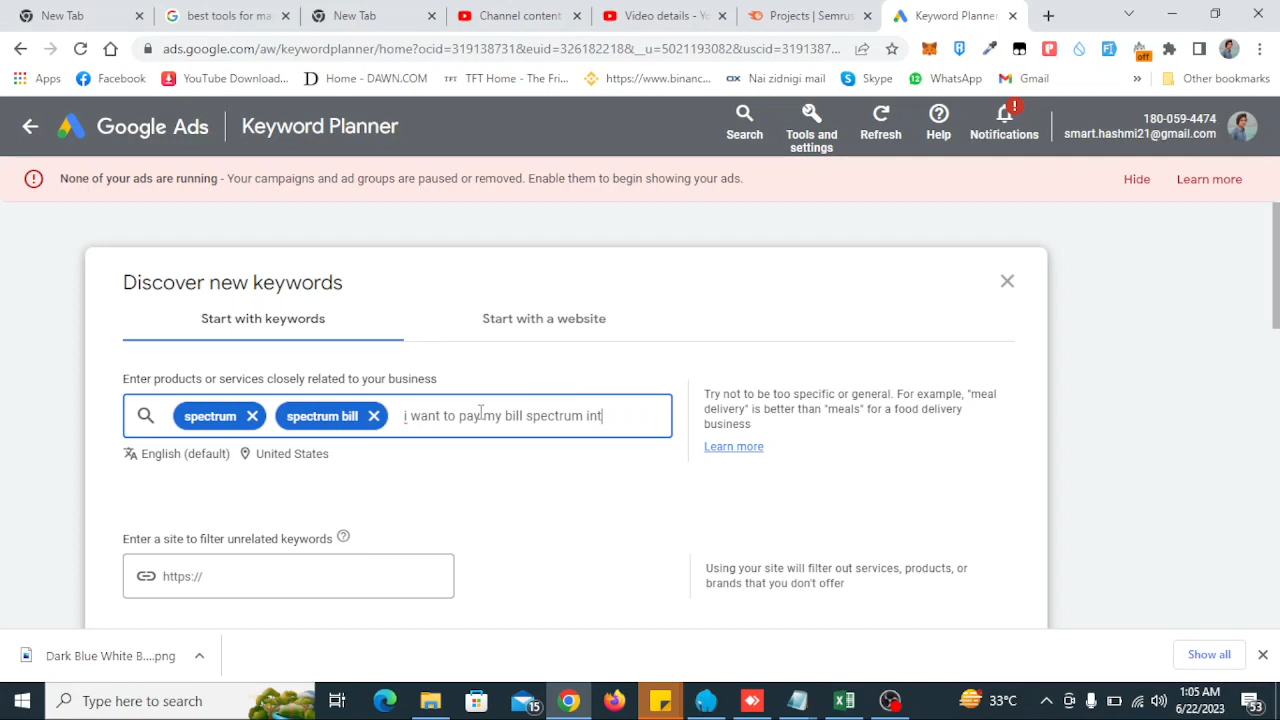 New Tab
best tools for ma
New Tab
Channel content
Video details - Yo
Projects | Semrus
Keyword Planner
ads.google.com/aw/keywordplanner/home?ocid=319138731&euid=326182218&__u=5021193082&uscid=3191387...
off
Apps
Facebook
YouTube Download...
Home - DAWN.COM
TFT
TFT Home - The Fri...
https://www.binanc...
Nai zidnigi mail
Skype
12
WhatsApp
Gmail
»
Other bookmarks
Google Ads
Keyword Planner
Search
Tools and
settings
Refresh
Help
Notifications
180-059-4474
smart.hashmi21@gmail.com
None of your ads are running - Your campaigns and ad groups are paused or removed. Enable them to begin showing your ads.
Hide
Learn more
Discover new keywords
Start with keywords
Start with a website
Enter products or services closely related to your business
spectrum
spectrum bill
i want to pay my bill spectrum int
English (default)
United States
Try not to be too specific or general. For example, "meal
delivery" is better than "meals" for a food delivery
business
Learn more
Enter a site to filter unrelated keywords
https://
Using your site will filter out services, products, or
brands that you don't offer
Dark Blue White B....png
Show all
Type here to search
15
33°C
1:05 AM
6/22/2023
53